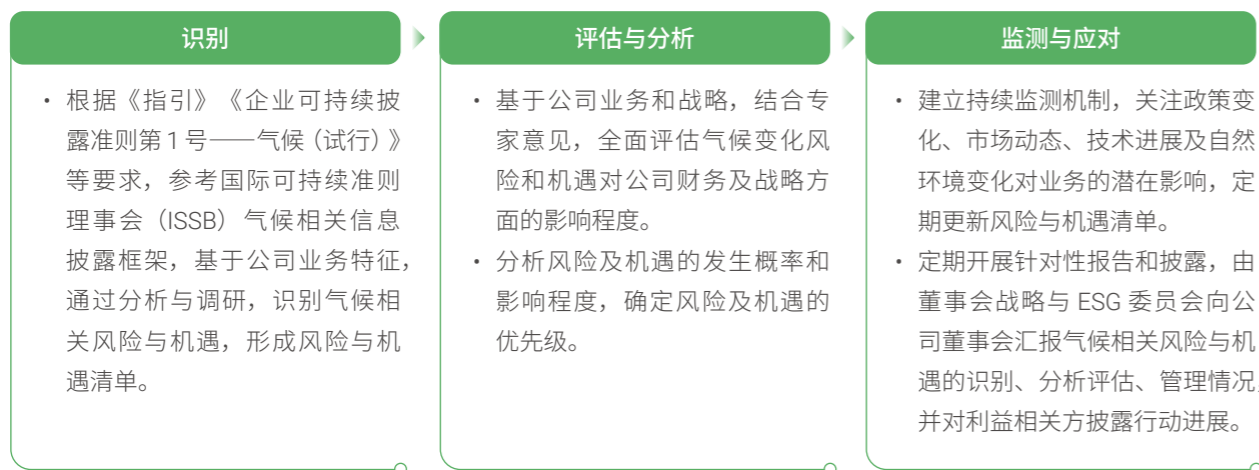 识别
• 根据《指引》《企业可持续披
露准则第1号——气候（试行）》
等要求，参考国际可持续准则
理事会（ISSB）气候相关信息
披露框架，基于公司业务特征，
通过分析与调研，识别气候相
关风险与机遇，形成风险与机
遇清单。
评估与分析
• 基于公司业务和战略，结合专
家意见，全面评估气候变化风
险和机遇对公司财务及战略方
面的影响程度。
• 分析风险及机遇的发生概率和
影响程度，确定风险及机遇的
优先级。
监测与应对
• 建立持续监测机制，关注政策变
化、市场动态、技术进展及自然
环境变化对业务的潜在影响，定
期更新风险与机遇清单。
• 定期开展针对性报告和披露，由
董事会战略与 ESG 委员会向公
司董事会汇报气候相关风险与机
遇的识别、分析评估、管理情况，
并对利益相关方披露行动进展。